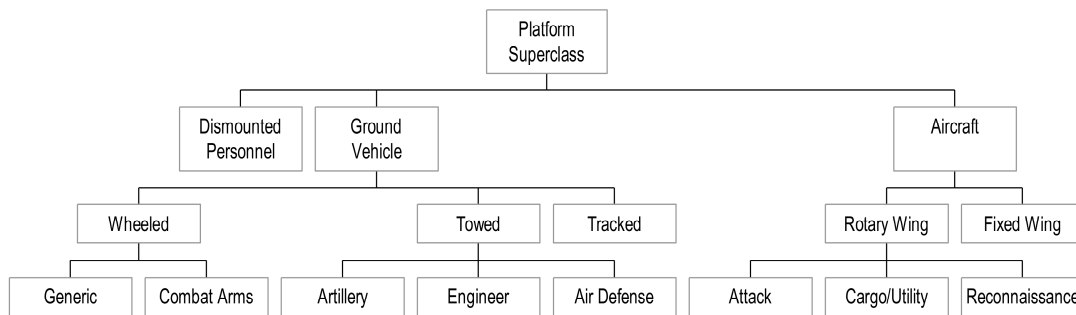 Platform
Superclass
Dismounted
Personnel
Ground
Vehicle
Aircraft
Wheeled
Towed
Tracked
Rotary Wing
Fixed Wing
Generic
Combat Arms
Artillery
Engineer
Air Defense
Attack
Cargo/Utility
Reconnaissance